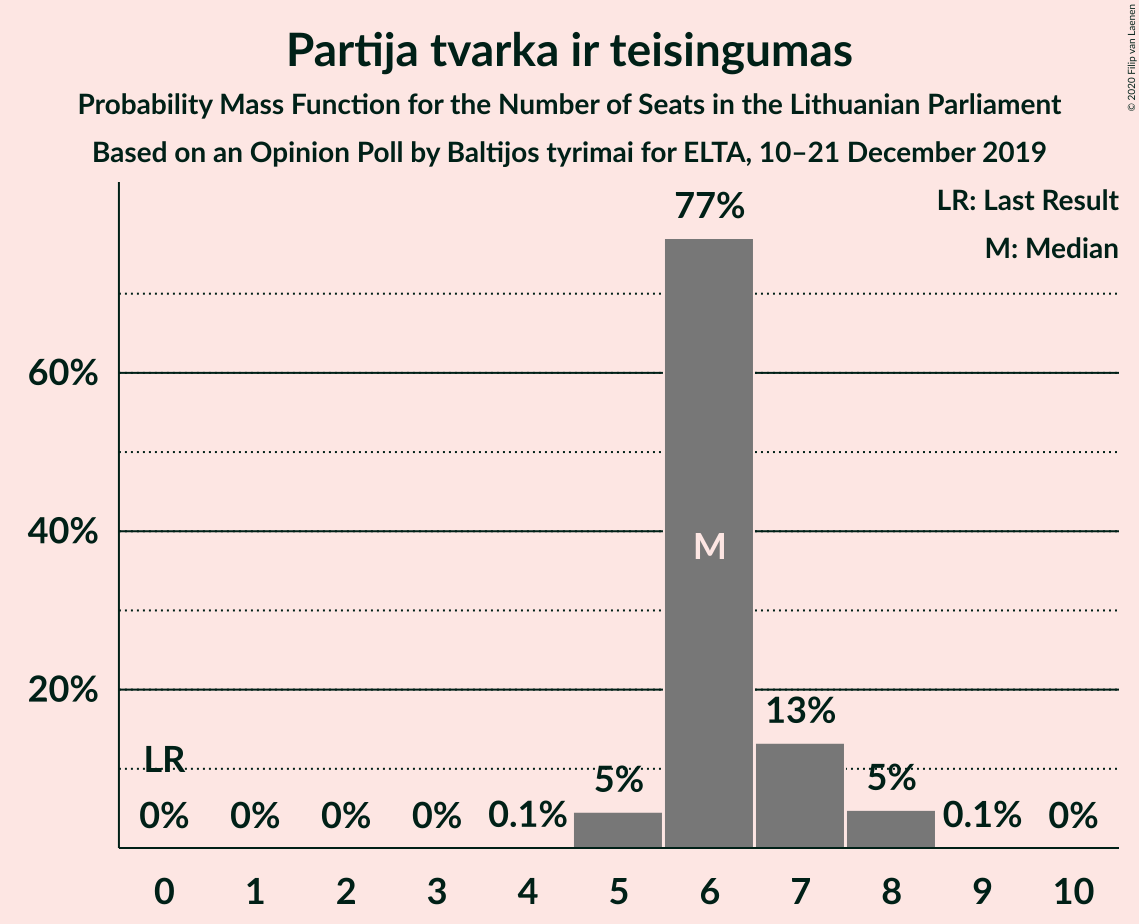 Partija tvarka ir teisingumas
Probability Mass Function for the Number of Seats in the Lithuanian Parliament
Based on an Opinion Poll by Baltijos tyrimai for ELTA, 10–21 December 2019
© 2020 Filip van Laenen
LR: Last Result
M: Median
77%
60%
40%
M
20%
13%
LR
5%
5%
0%
0%
0%
0%
0.1%
0.1%
0%
0 1 2 3 4 5 6 7 8 9 10